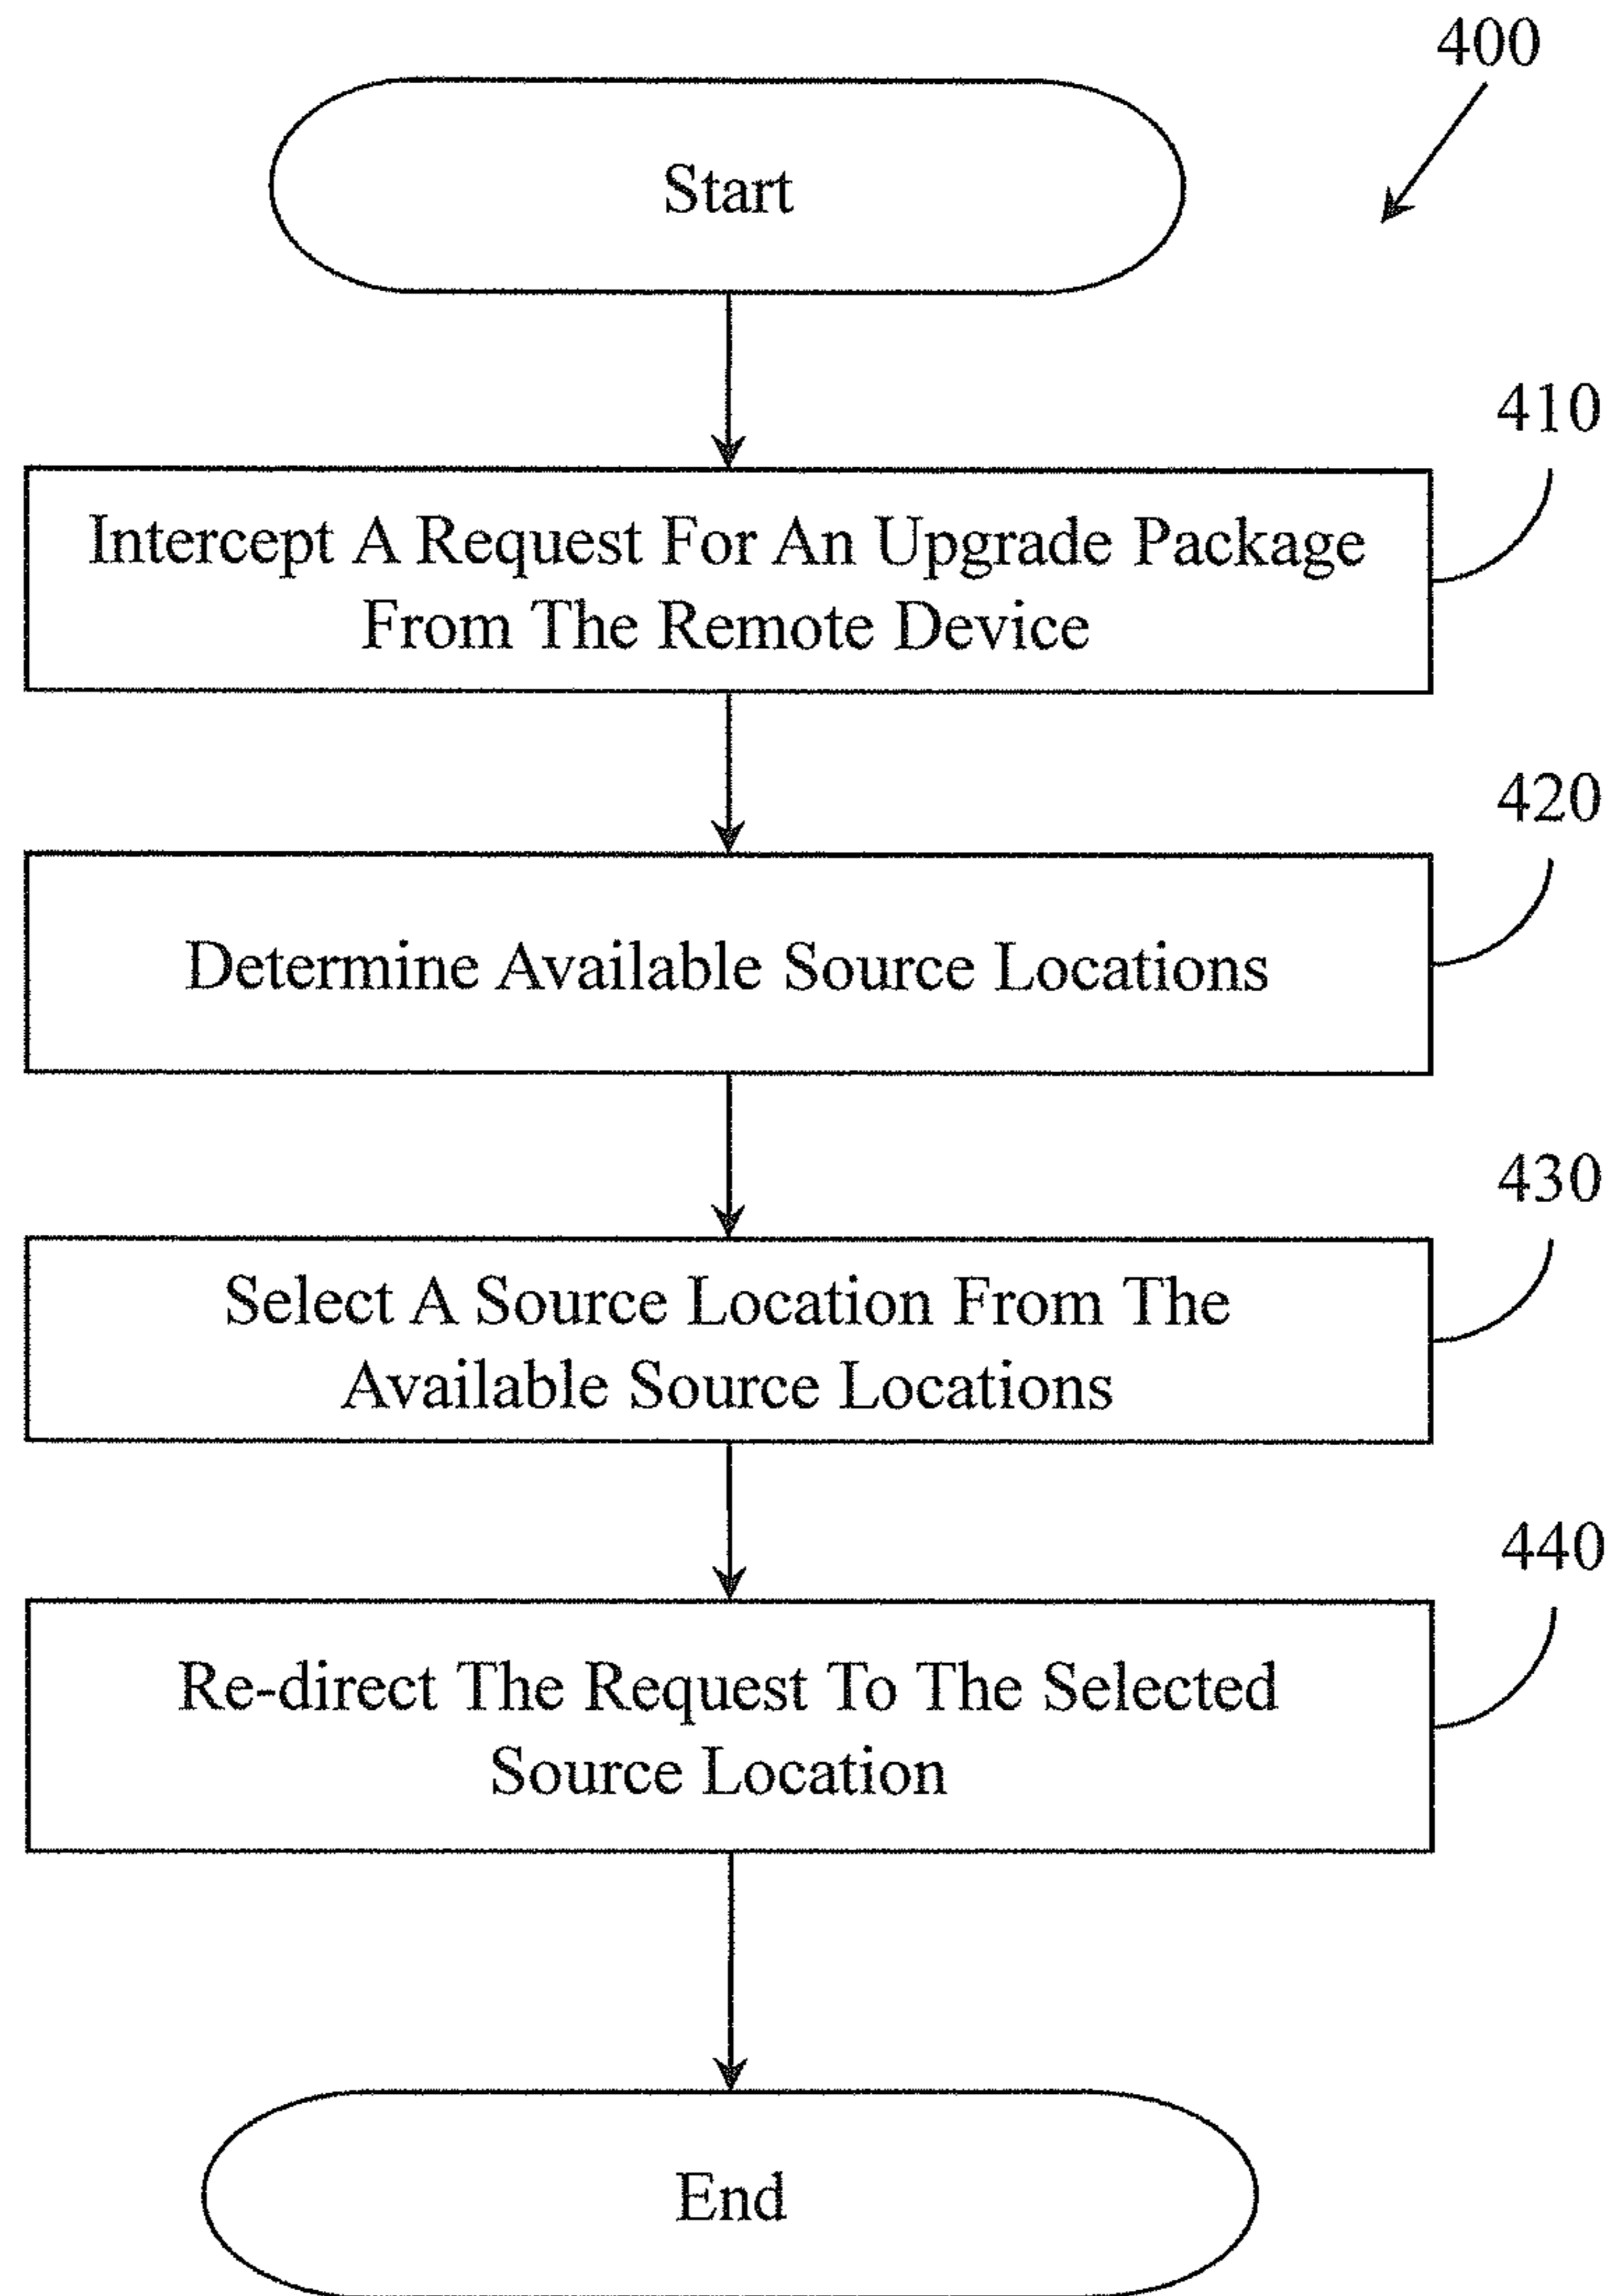 400
Start
410
Intercept A Request For An Upgrade Package
From The Remote Device
420
Determine Available Source Locations
430
Select A Source Location From The
Available Source Locations
440
Re-direct The Request To The Selected
Source Location
End